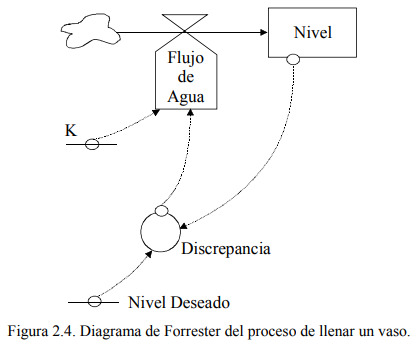 Nivel
Flujo
de
Agua
K
Discrepancia
Nivel Deseado
Figura 2.4. Diagrama de Forrester del proceso de llenar un vaso.